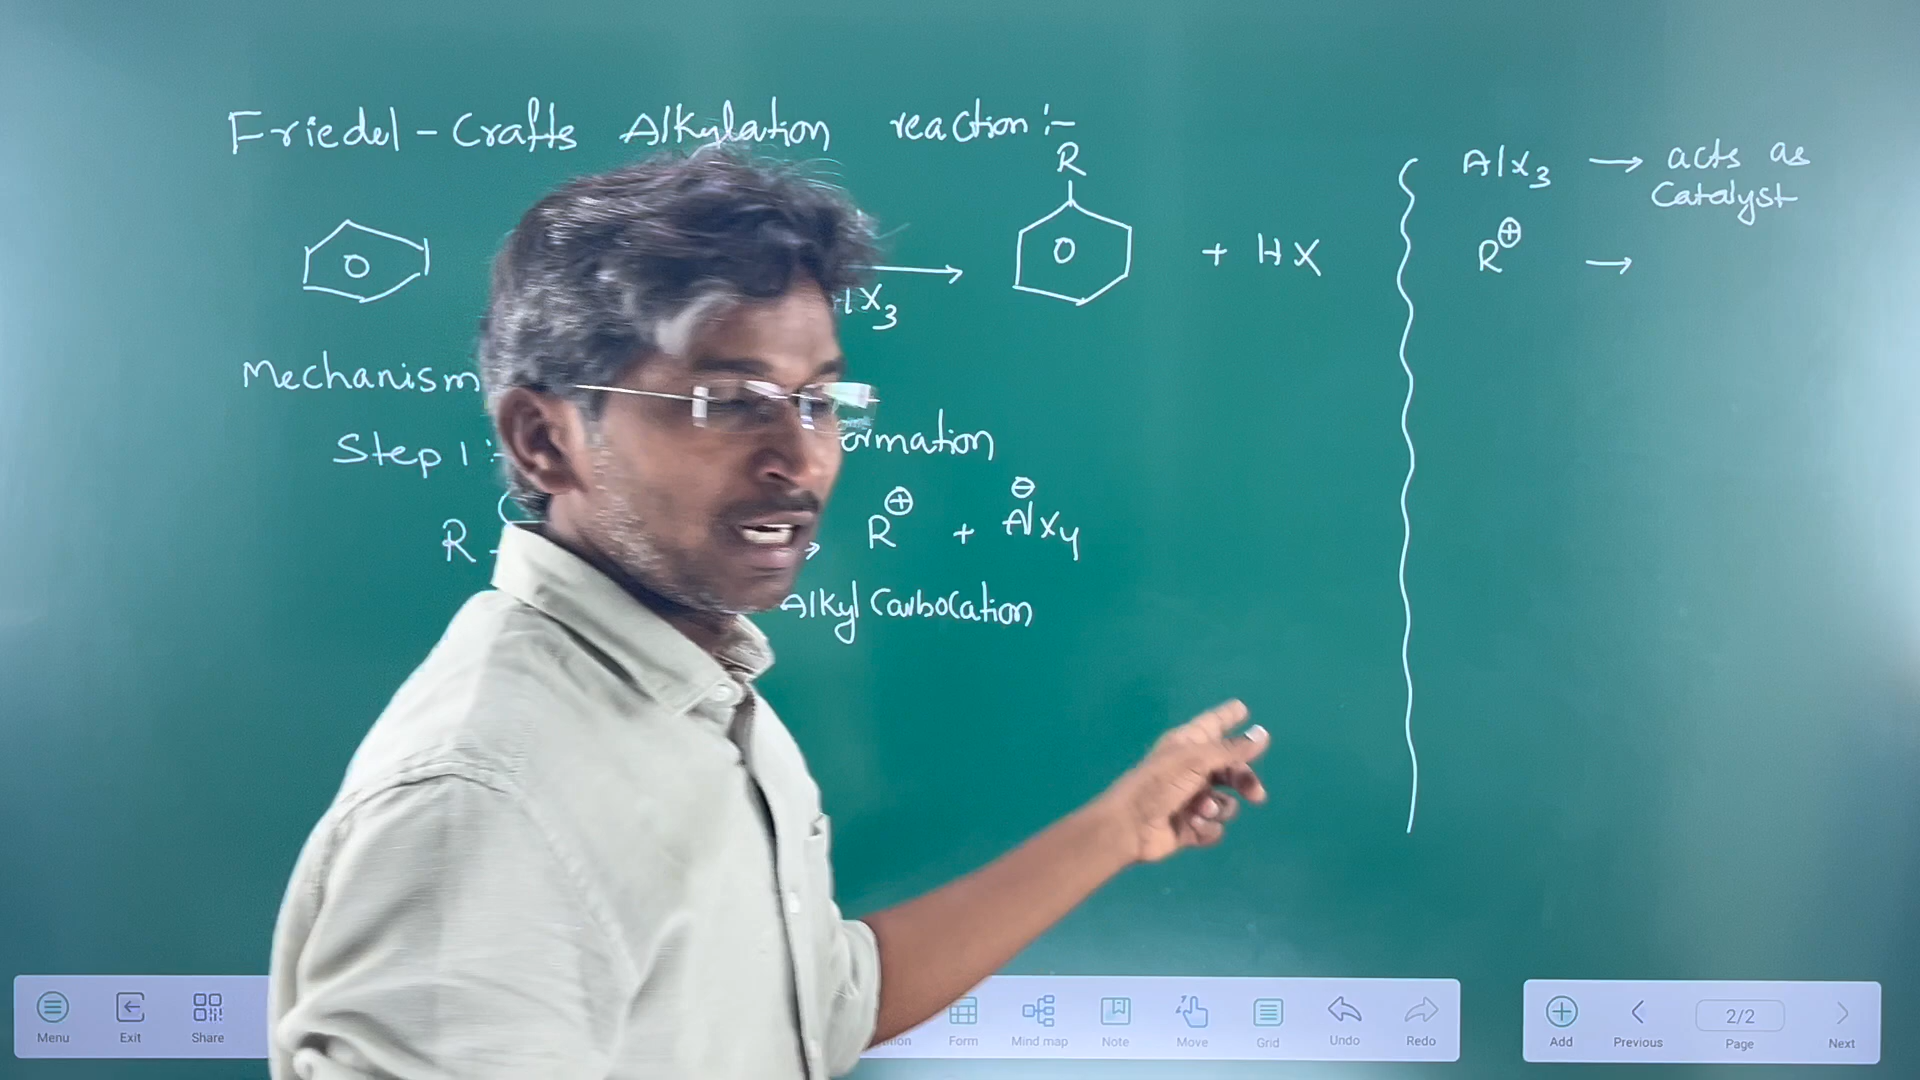 Friedel-Crafts Alkylation reaction :-
R
+ HX
X3
Mechanism
Step 1 :- ormation
R → R⊕ + ⊖AlX4
Alkyl Carbocation
AlX3 → acts as
Catalyst
R⊕ →
Menu Exit Share Form Mind map Note Move Grid Undo Redo
Add Previous 2/2 Page Next